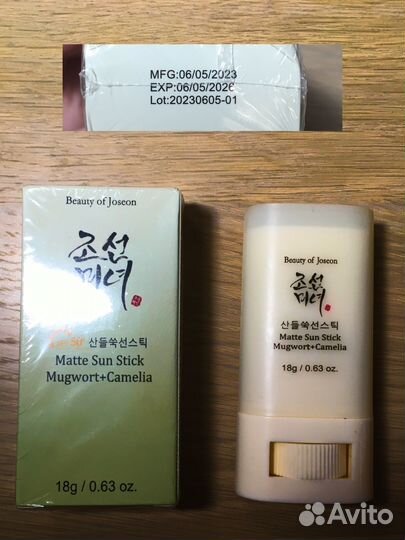 MFG:06/05/2023
EXP:06/05/2026
Lot:20230605-01
Beauty of Joseon
조선
미녀
산들쑥선스틱
Matte Sun Stick
Mugwort+Camelia
18g / 0.63 oz.
Beauty of Joseon
조선
미녀
산들쑥선스틱
Matte Sun Stick
Mugwort+Camelia
18g / 0.63 oz.
Avito